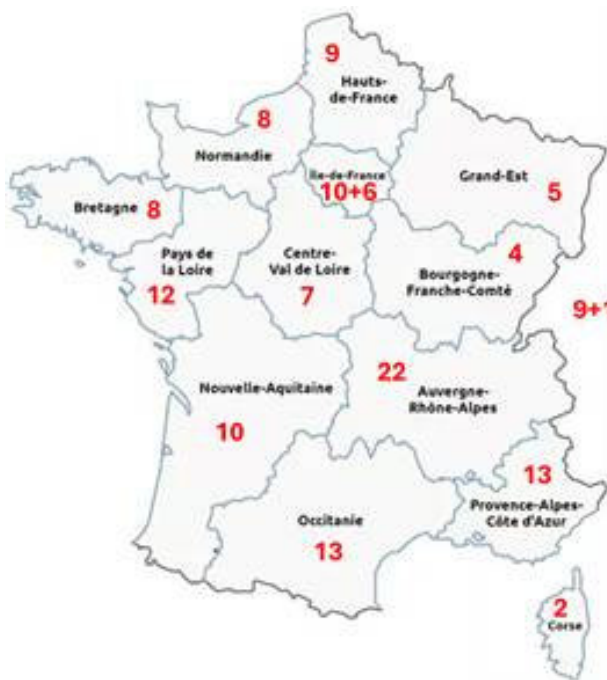 9
Hauts-
de-France
8
Normandie
Île-de-France
10+6
Grand-Est
5
Bretagne
8
Pays de
la Loire
12
Centre-
Val de Loire
7
4
Bourgogne-
Franche-Comté
9+1
22
Auvergne-
Rhône-Alpes
Nouvelle-Aquitaine
10
13
Provence-Alpes-
Côte d'Azur
Occitanie
13
2
Corse